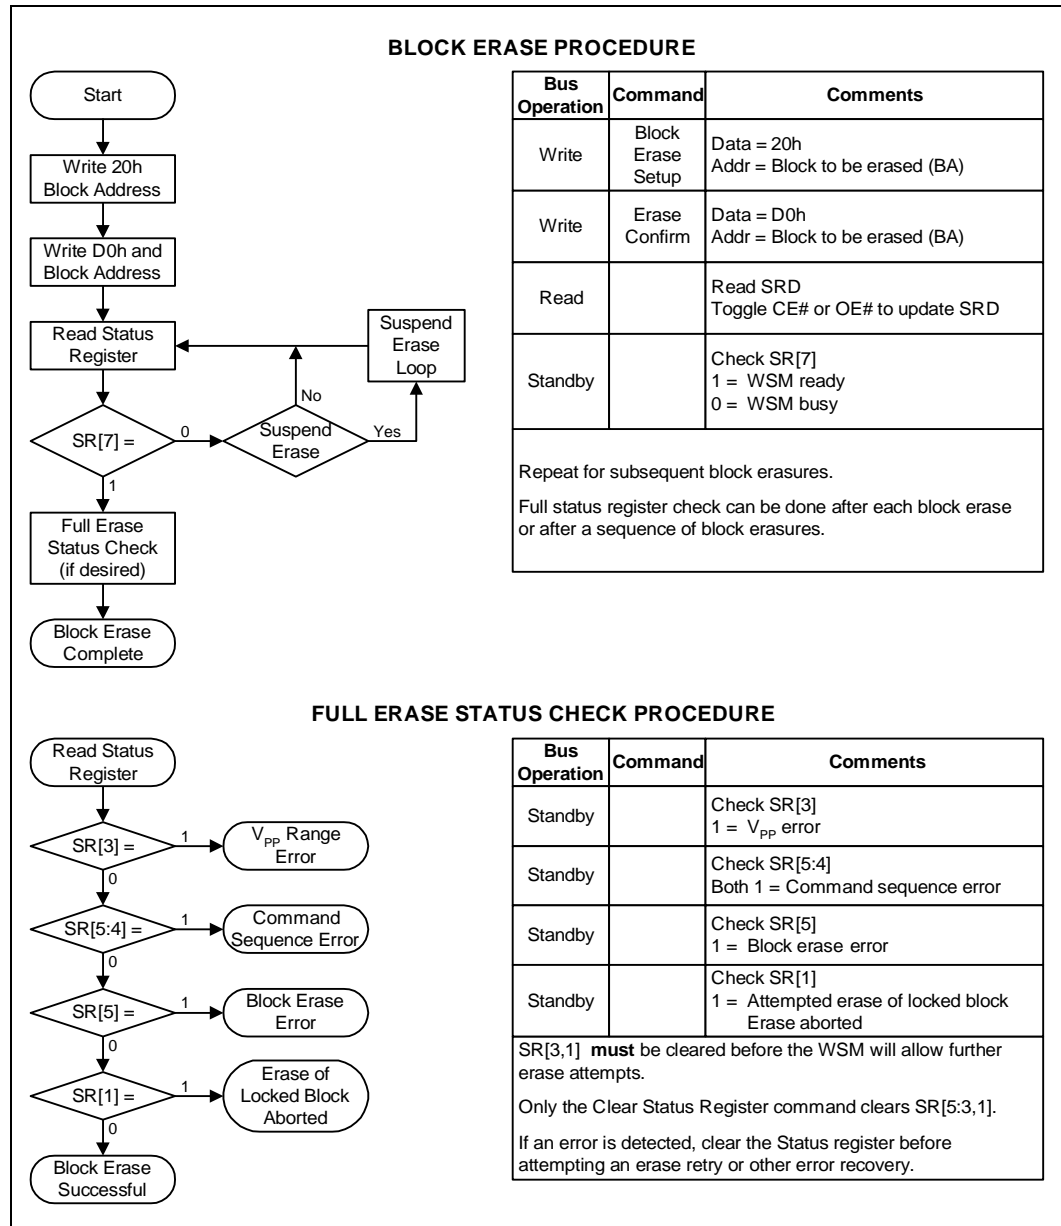 BLOCK ERASE PROCEDURE
Start
Write 20h
Block Address
Write D0h and
Block Address
Read Status
Register
Suspend
Erase
Loop
No
SR[7] =
0
Suspend
Erase
Yes
1
Full Erase
Status Check
(if desired)
Block Erase
Complete
Bus
Operation
Command
Comments
Write
Block
Erase
Setup
Data = 20h
Addr = Block to be erased (BA)
Write
Erase
Confirm
Data = D0h
Addr = Block to be erased (BA)
Read
Read SRD
Toggle CE# or OE# to update SRD
Standby
Check SR[7]
1 = WSM ready
0 = WSM busy
Repeat for subsequent block erasures.
Full status register check can be done after each block erase
or after a sequence of block erasures.
FULL ERASE STATUS CHECK PROCEDURE
Read Status
Register
SR[3] =
1
V_PP Range
Error
0
SR[5:4] =
1
Command
Sequence Error
0
SR[5] =
1
Block Erase
Error
0
SR[1] =
1
Erase of
Locked Block
Aborted
0
Block Erase
Successful
Bus
Operation
Command
Comments
Standby
Check SR[3]
1 = V_PP error
Standby
Check SR[5:4]
Both 1 = Command sequence error
Standby
Check SR[5]
1 = Block erase error
Standby
Check SR[1]
1 = Attempted erase of locked block
Erase aborted
SR[3,1] must be cleared before the WSM will allow further
erase attempts.
Only the Clear Status Register command clears SR[5:3,1].
If an error is detected, clear the Status register before
attempting an erase retry or other error recovery.